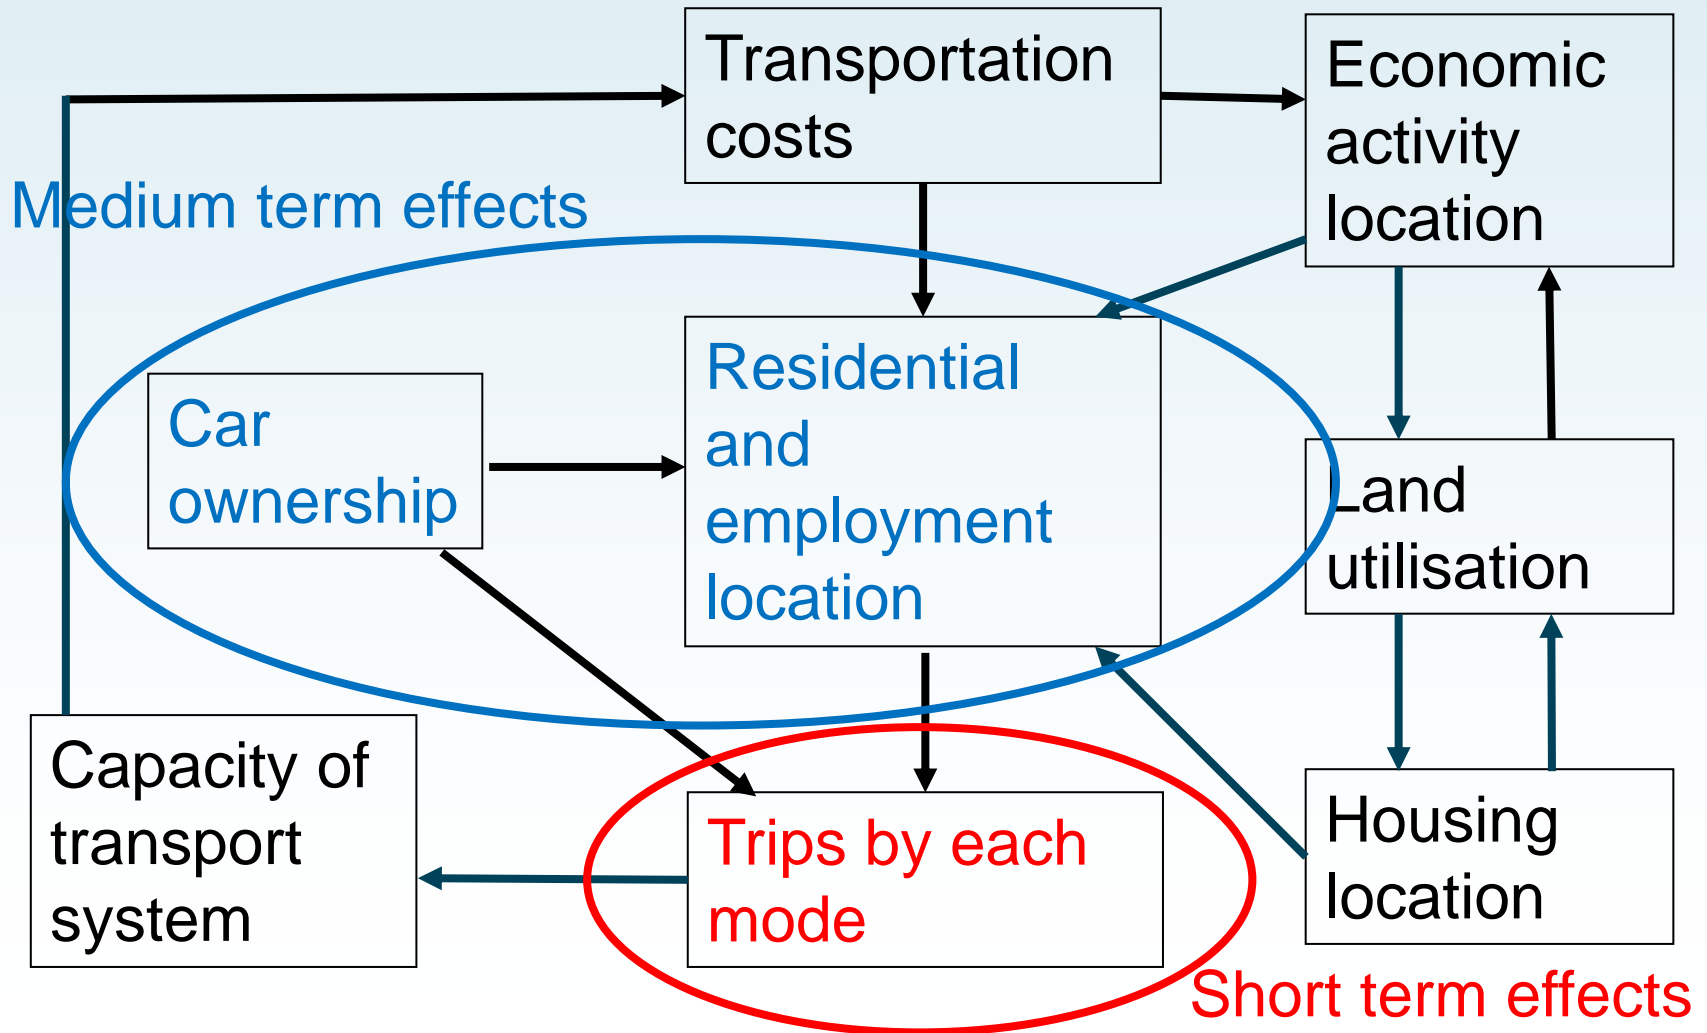 Transportation
costs
Economic
activity
location
Medium term effects
Residential
and
employment
location
Car
ownership
Land
utilisation
Capacity of
transport
system
Trips by each
mode
Housing
location
Short term effects